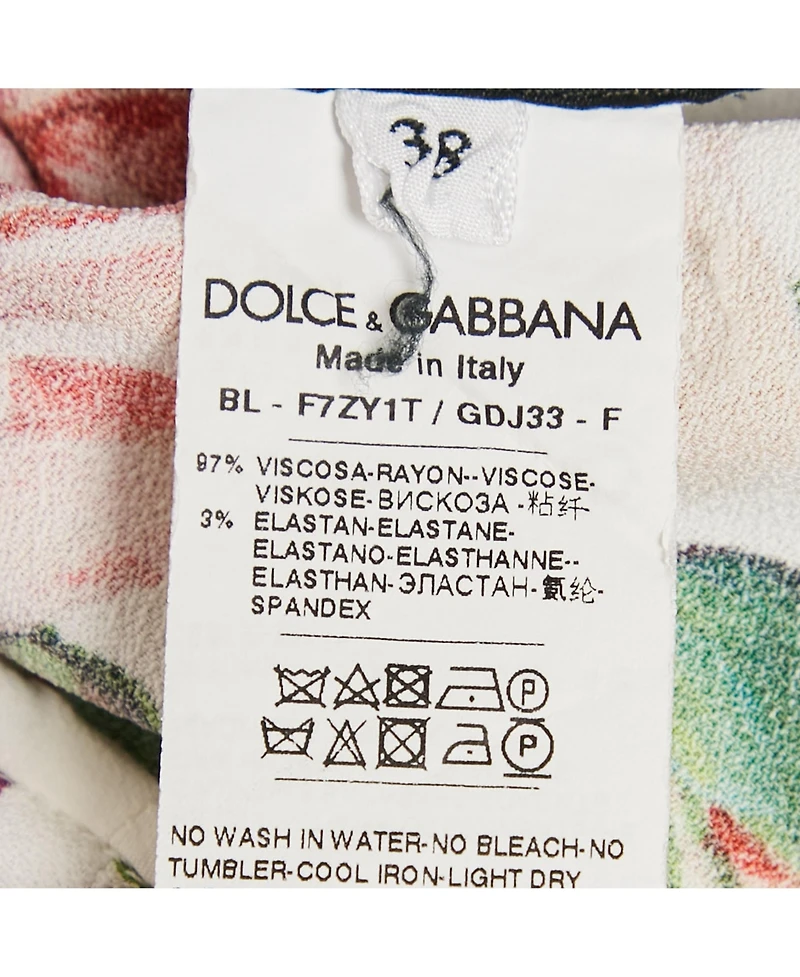 38
DOLCE & GABBANA
Made in Italy
BL - F7ZY1T / GDJ33 - F
97% VISCOSA-RAYON--VISCOSE-
VISKOSE-ВИСКОЗА -粘纤-
3% ELASTAN-ELASTANE-
ELASTANO-ELASTHANNE--
ELASTHAN-ЭЛАСТАН-氨纶-
SPANDEX
P
P
NO WASH IN WATER-NO BLEACH-NO
TUMBLER-COOL IRON-LIGHT DRY